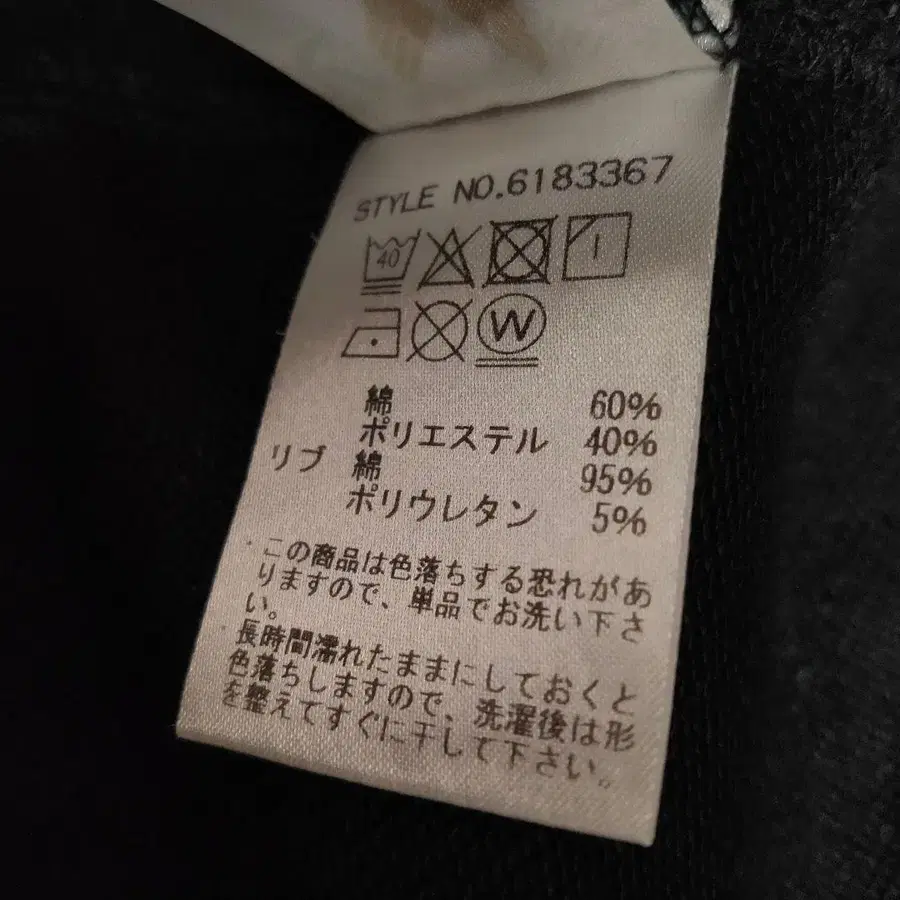 STYLE NO.6183367
40
W
綿 60%
ポリエステル 40%
リブ 綿 95%
ポリウレタン 5%
・この商品は色落ちする恐れがあ
りますので、単品でお洗い下さ
い。
・長時間濡れたままにしておくと
色落ちしますので、洗濯後は形
を整えてすぐに干して下さい。